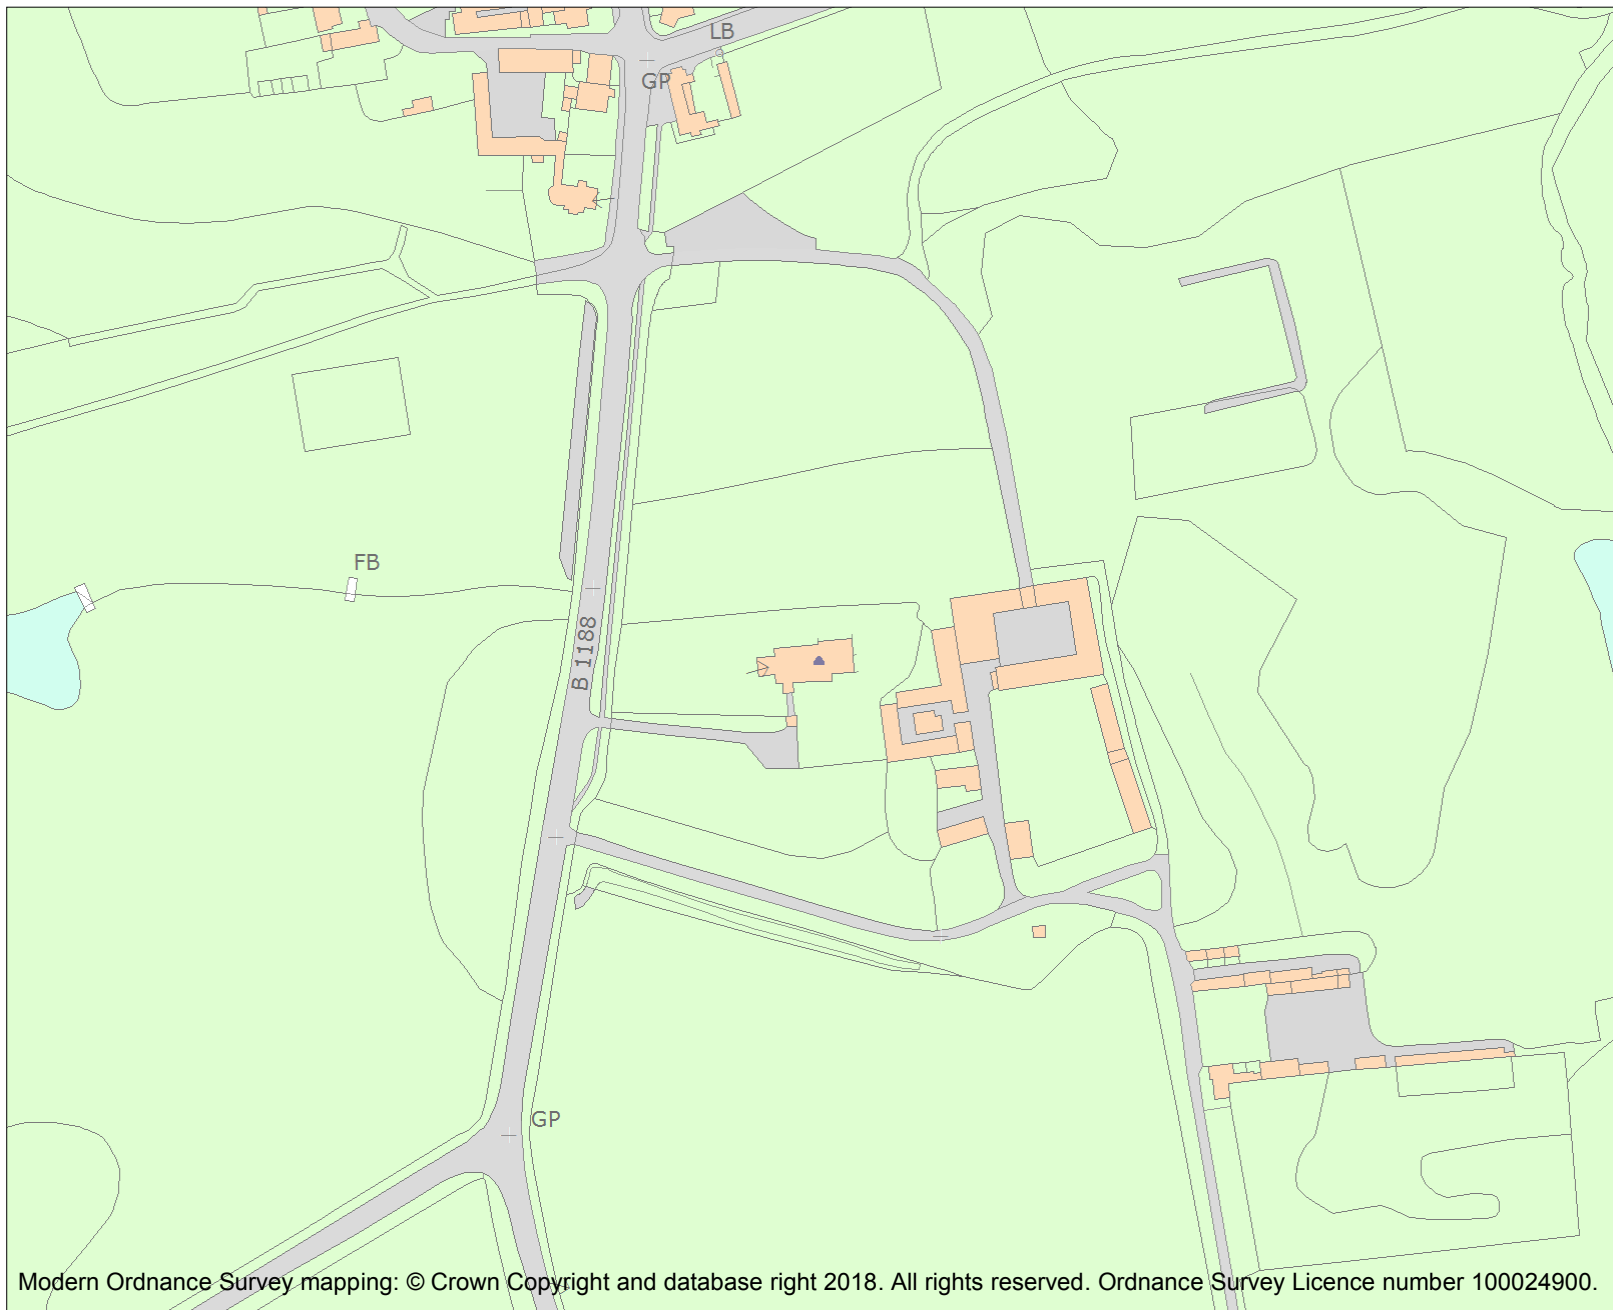 LB
GP
FB
B 1188
GP
Modern Ordnance Survey mapping: © Crown Copyright and database right 2018. All rights reserved. Ordnance Survey Licence number 100024900.